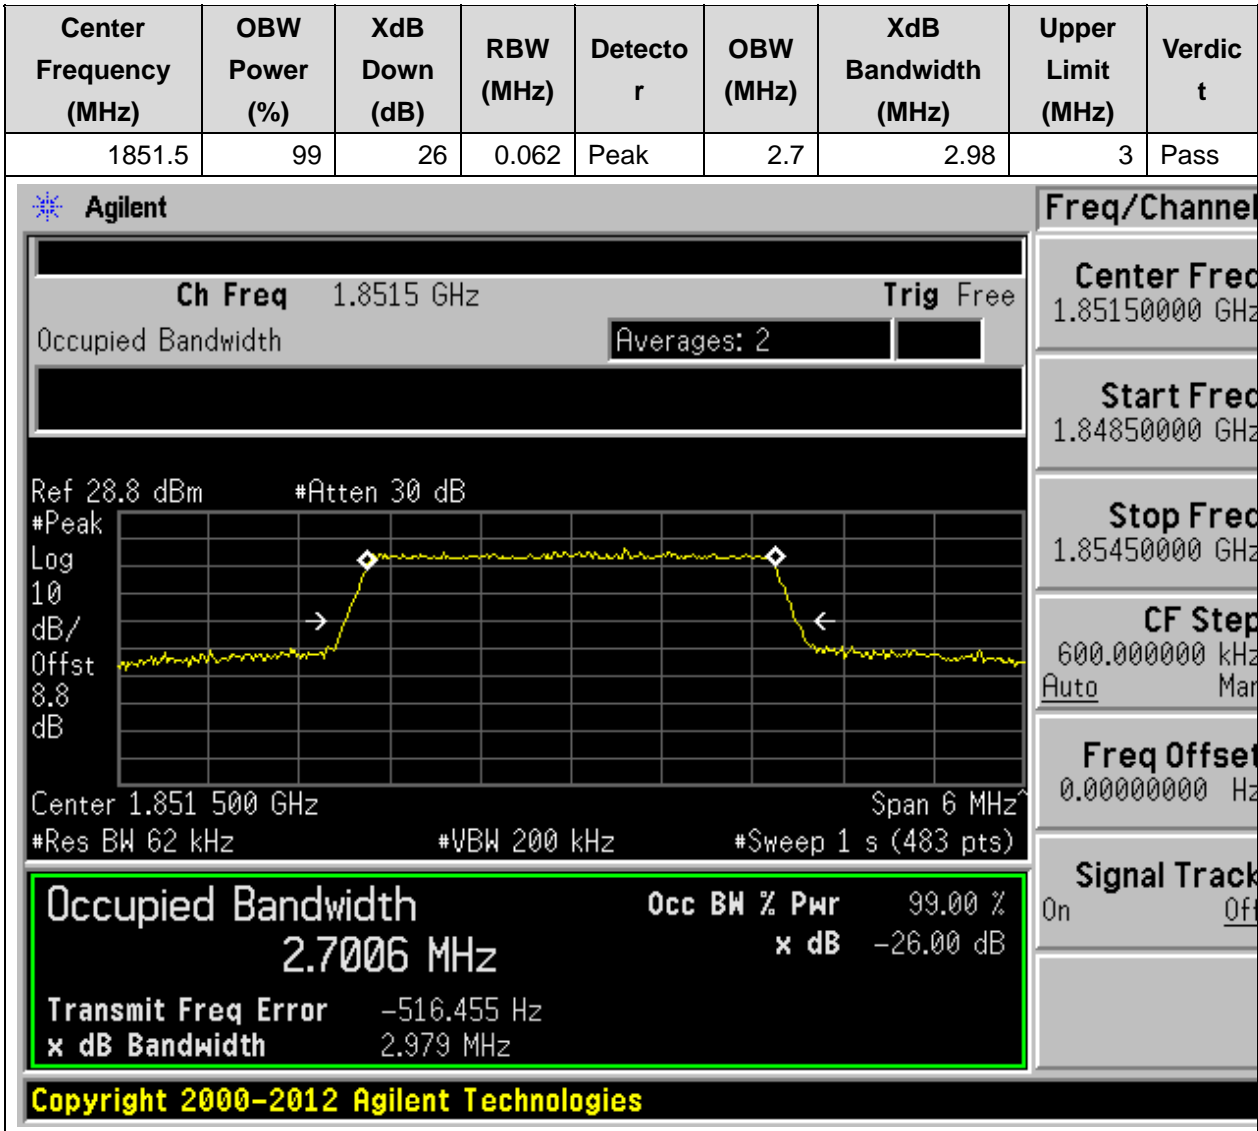 Center Frequency (MHz) OBW Power (%) XdB Down (dB) RBW (MHz) Detecto r OBW (MHz) XdB Bandwidth (MHz) Upper Limit (MHz) Verdic t
1851.5 99 26 0.062 Peak 2.7 2.98 3 Pass
Agilent
Freq/Channel
Ch Freq 1.8515 GHz Trig Free
Occupied Bandwidth Averages: 2
Center Freq
1.85150000 GHz
Start Freq
1.84850000 GHz
Stop Freq
1.85450000 GHz
CF Step
600.000000 kHz
Auto Man
Freq Offset
0.00000000 Hz
Signal Track
On Off
Ref 28.8 dBm #Atten 30 dB
#Peak
Log
10
dB/
Offst
8.8
dB
Center 1.851 500 GHz Span 6 MHz^
#Res BW 62 kHz #VBW 200 kHz #Sweep 1 s (483 pts)
Occupied Bandwidth Occ BW % Pwr 99.00 %
2.7006 MHz x dB -26.00 dB
Transmit Freq Error -516.455 Hz
x dB Bandwidth 2.979 MHz
Copyright 2000-2012 Agilent Technologies